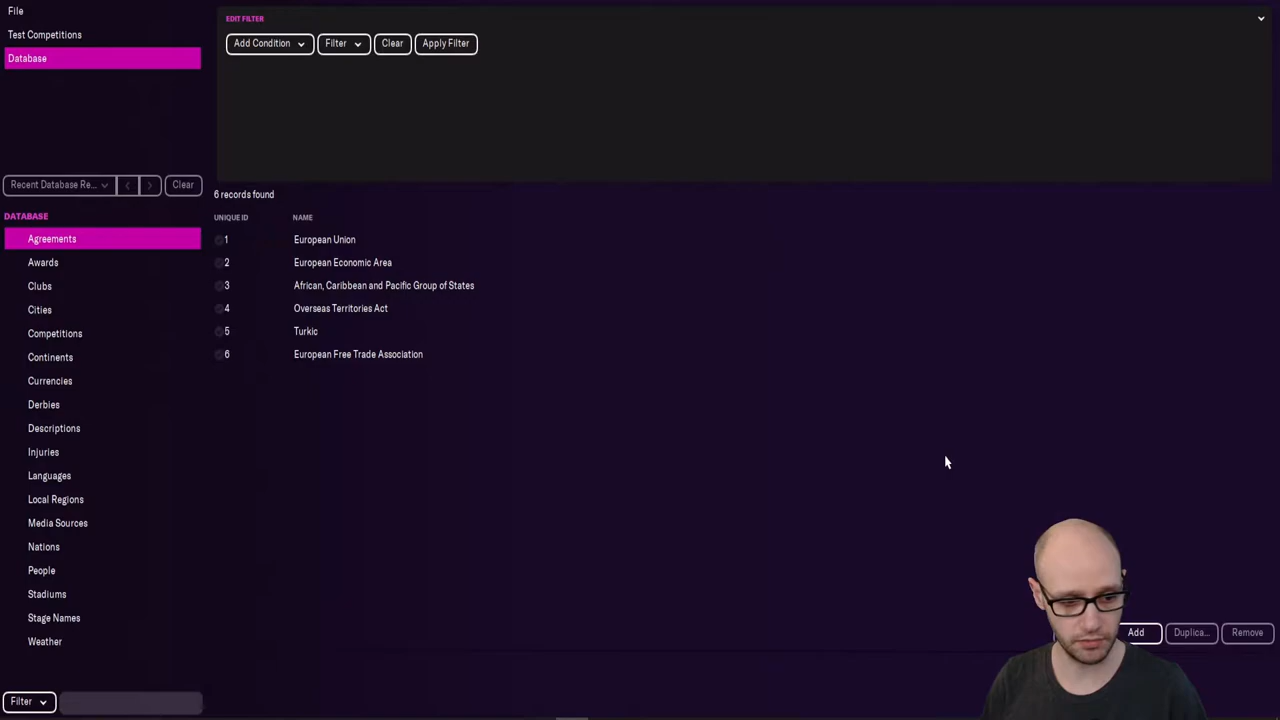 File
Test Competitions
Database
EDIT FILTER
Add Condition
Filter
Clear
Apply Filter
Recent Database Re...
Clear
6 records found
DATABASE
UNIQUE ID NAME
Agreements
Awards
Clubs
Cities
Competitions
Continents
Currencies
Derbies
Descriptions
Injuries
Languages
Local Regions
Media Sources
Nations
People
Stadiums
Stage Names
Weather
1 European Union
2 European Economic Area
3 African, Caribbean and Pacific Group of States
4 Overseas Territories Act
5 Turkic
6 European Free Trade Association
Add
Duplica...
Remove
Filter